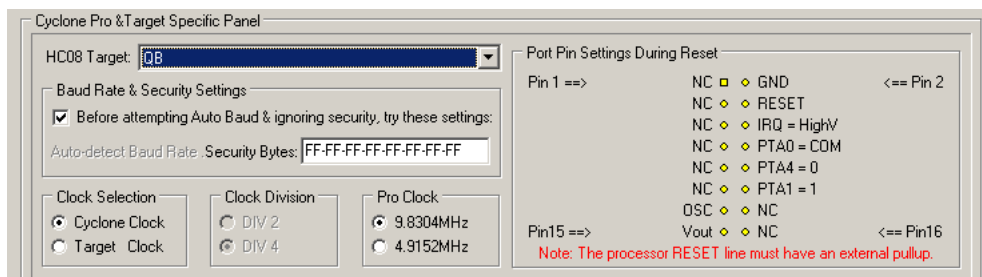 Cyclone Pro &Target Specific Panel
HC08 Target: QB
Baud Rate & Security Settings
Before attempting Auto Baud & ignoring security, try these settings:
Auto-detect Baud Rate .Security Bytes: FF-FF-FF-FF-FF-FF-FF-FF
Clock Selection
Cyclone Clock
Target Clock
Clock Division
DIV 2
DIV 4
Pro Clock
9.8304MHz
4.9152MHz
Port Pin Settings During Reset
Pin 1 ==> NC GND <== Pin 2
NC RESET
NC IRQ = HighV
NC PTA0 = COM
NC PTA4 = 0
NC PTA1 = 1
OSC NC
Pin15 ==> Vout NC <== Pin16
Note: The processor RESET line must have an external pullup.